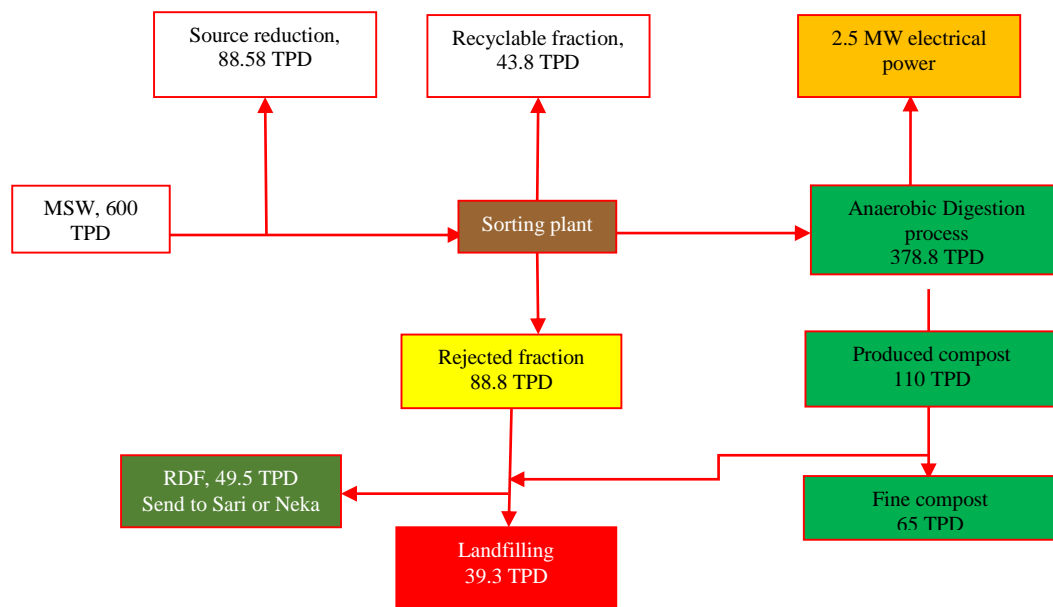 Source reduction,
88.58 TPD
Recyclable fraction,
43.8 TPD
2.5 MW electrical
power
MSW, 600
TPD
Sorting plant
Anaerobic Digestion
process
378.8 TPD
Rejected fraction
88.8 TPD
Produced compost
110 TPD
RDF, 49.5 TPD
Send to Sari or Neka
Fine compost
65 TPD
Landfilling
39.3 TPD